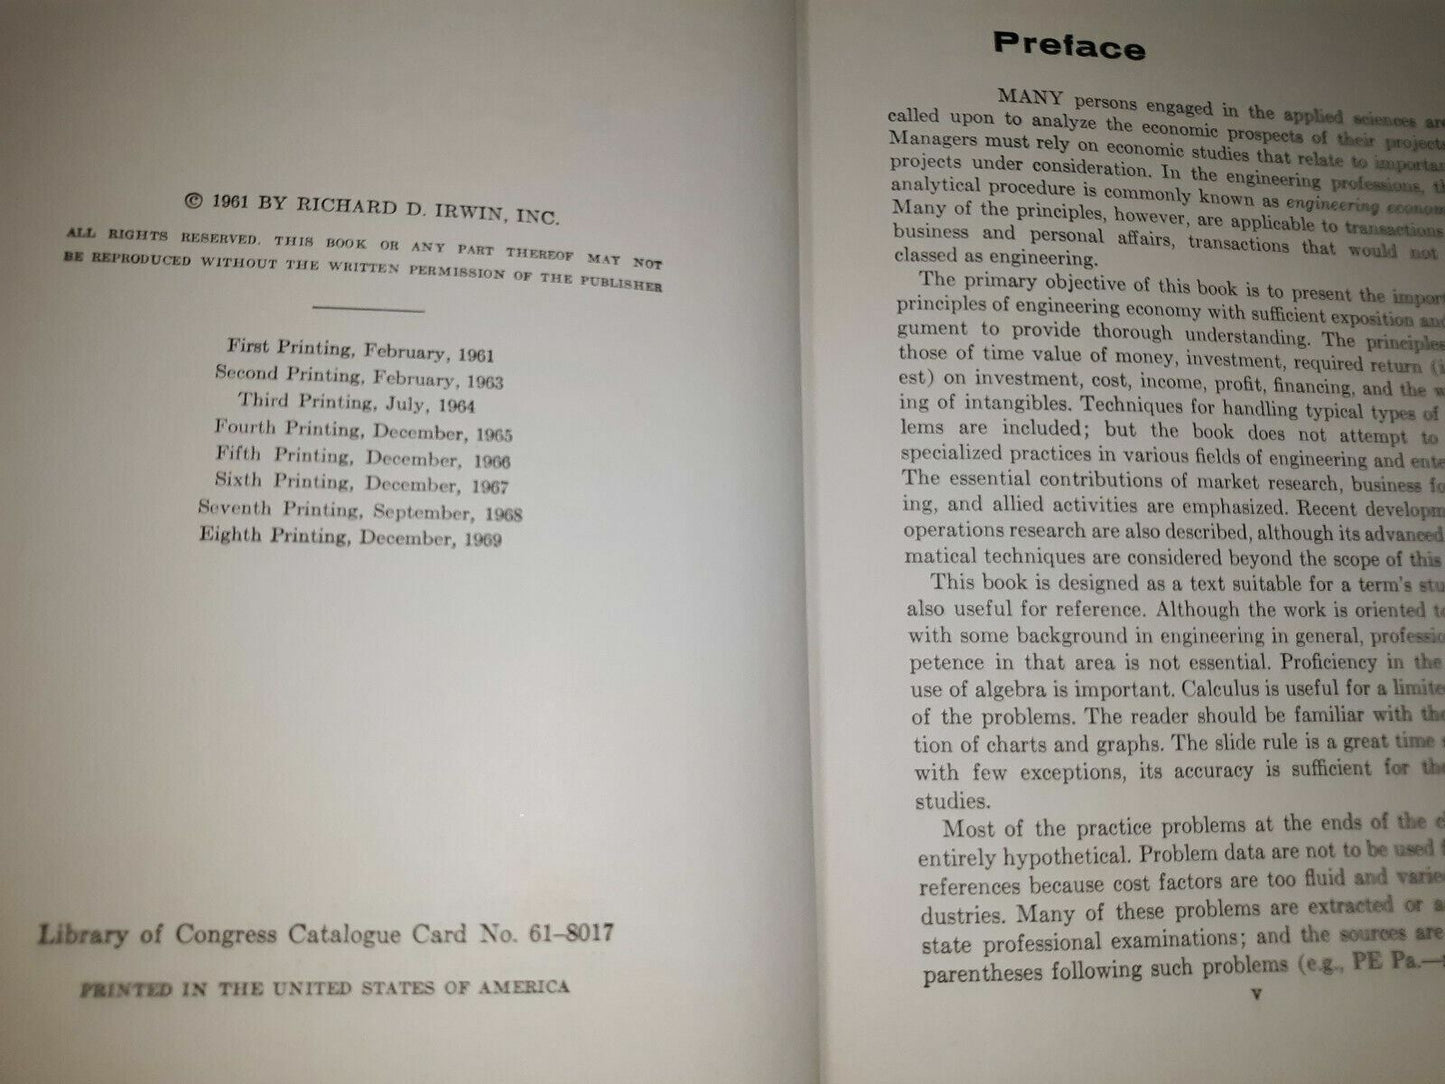 © 1961 BY RICHARD D. IRWIN, INC.
ALL RIGHTS RESERVED. THIS BOOK OR ANY PART THEREOF MAY NOT
BE REPRODUCED WITHOUT THE WRITTEN PERMISSION OF THE PUBLISHER
First Printing, February, 1961
Second Printing, February, 1963
Third Printing, July, 1964
Fourth Printing, December, 1965
Fifth Printing, December, 1966
Sixth Printing, December, 1967
Seventh Printing, September, 1968
Eighth Printing, December, 1969
Library of Congress Catalogue Card No. 61–8017
PRINTED IN THE UNITED STATES OF AMERICA
Preface
MANY persons engaged in the applied sciences are
called upon to analyze the economic prospects of their projects
Managers must rely on economic studies that relate to
projects under consideration. In the engineering professions,
analytical procedure is commonly known as engineering
Many of the principles, however, are applicable to transactions
business and personal affairs, transactions that would not
classed as engineering.
The primary objective of this book is to present the
principles of engineering economy with sufficient exposition
gument to provide thorough understanding. The principles
those of time value of money, investment, required return
est) on investment, cost, income, profit, financing, and the
ing of intangibles. Techniques for handling typical types of
lems are included; but the book does not attempt to
specialized practices in various fields of engineering and
The essential contributions of market research, business
ing, and allied activities are emphasized. Recent
operations research are also described, although its advanced
matical techniques are considered beyond the scope of this
This book is designed as a text suitable for a term's
also useful for reference. Although the work is oriented
with some background in engineering in general,
petence in that area is not essential. Proficiency in the
use of algebra is important. Calculus is useful for a
of the problems. The reader should be familiar with
tion of charts and graphs. The slide rule is a great time
with few exceptions, its accuracy is sufficient for
studies.
Most of the practice problems at the ends of the
entirely hypothetical. Problem data are not to be used
references because cost factors are too fluid and
dustries. Many of these problems are extracted or
state professional examinations; and the sources are
parentheses following such problems (e.g., PE Pa.—
v